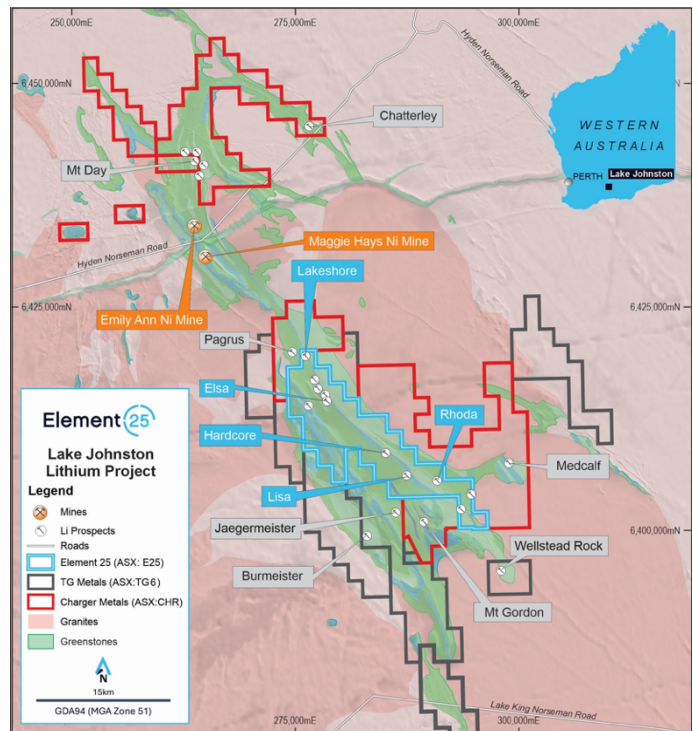 250,000mE
275,000mE
300,000mE
6,450,000mN
6,450,000mN
Hyden Norseman Road
Chatterley
WESTERN
AUSTRALIA
PERTH
Lake Johnston
Mt Day
Maggie Hays Ni Mine
Hyden Norseman Road
Lakeshore
Emily Ann Ni Mine
6,425,000mN
6,425,000mN
Pagrus
Elsa
Rhoda
Hardcore
Medcalf
Lisa
Jaegermeister
6,400,000mN
Wellstead Rock
Burmeister
Mt Gordon
Element 25
Lake Johnston
Lithium Project
Legend
Mines
Li Prospects
Roads
Element 25 (ASX: E25)
TG Metals (ASX:TG6)
Charger Metals (ASX:CHR)
Granites
Greenstones
N
15km
GDA94 (MGA Zone 51)
Lake King Norseman Road
275,000mE
300,000mE